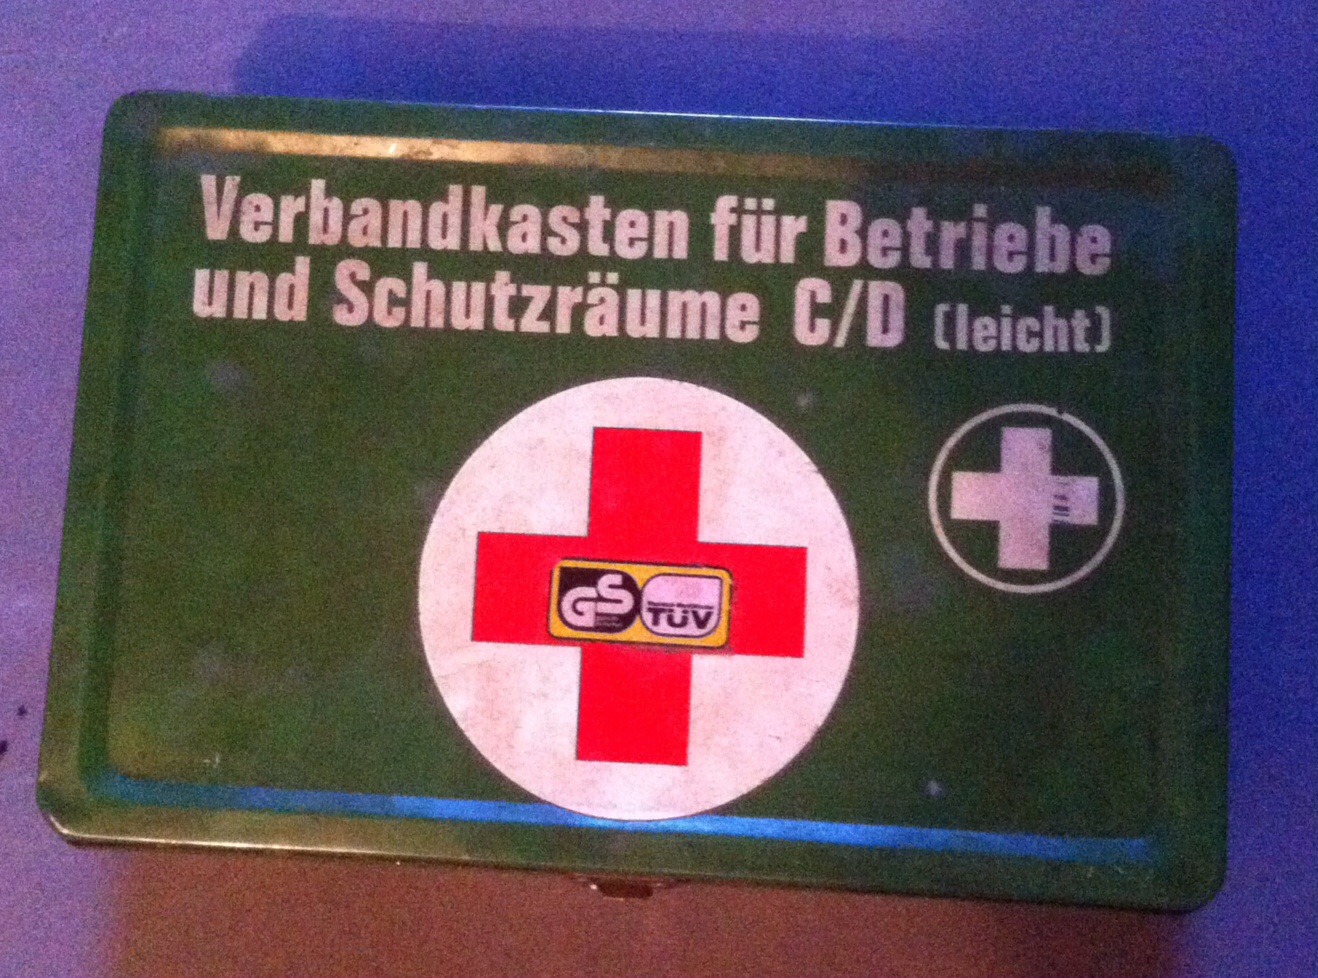 Verbandkasten für Betriebe
und Schutzräume C/D (leicht)
GS
TÜV